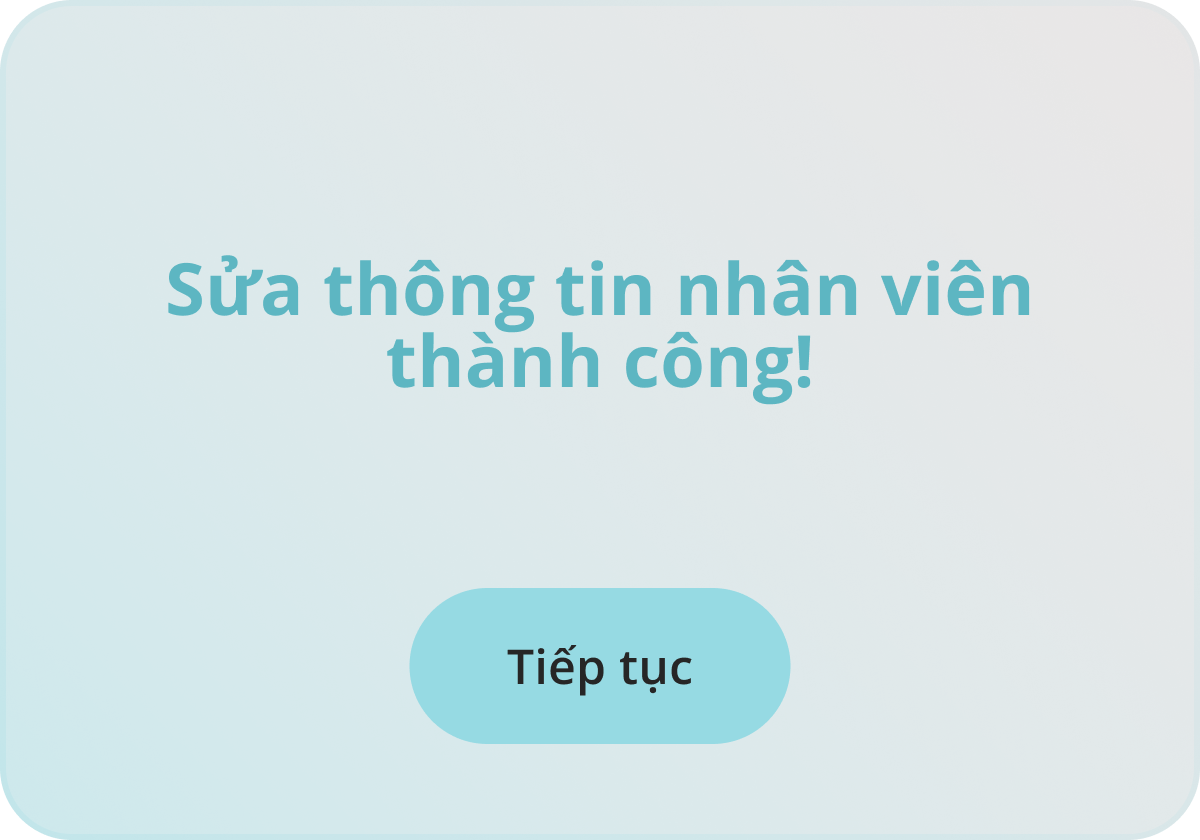 Sửa thông tin nhân viên
thành công!
Tiếp tục